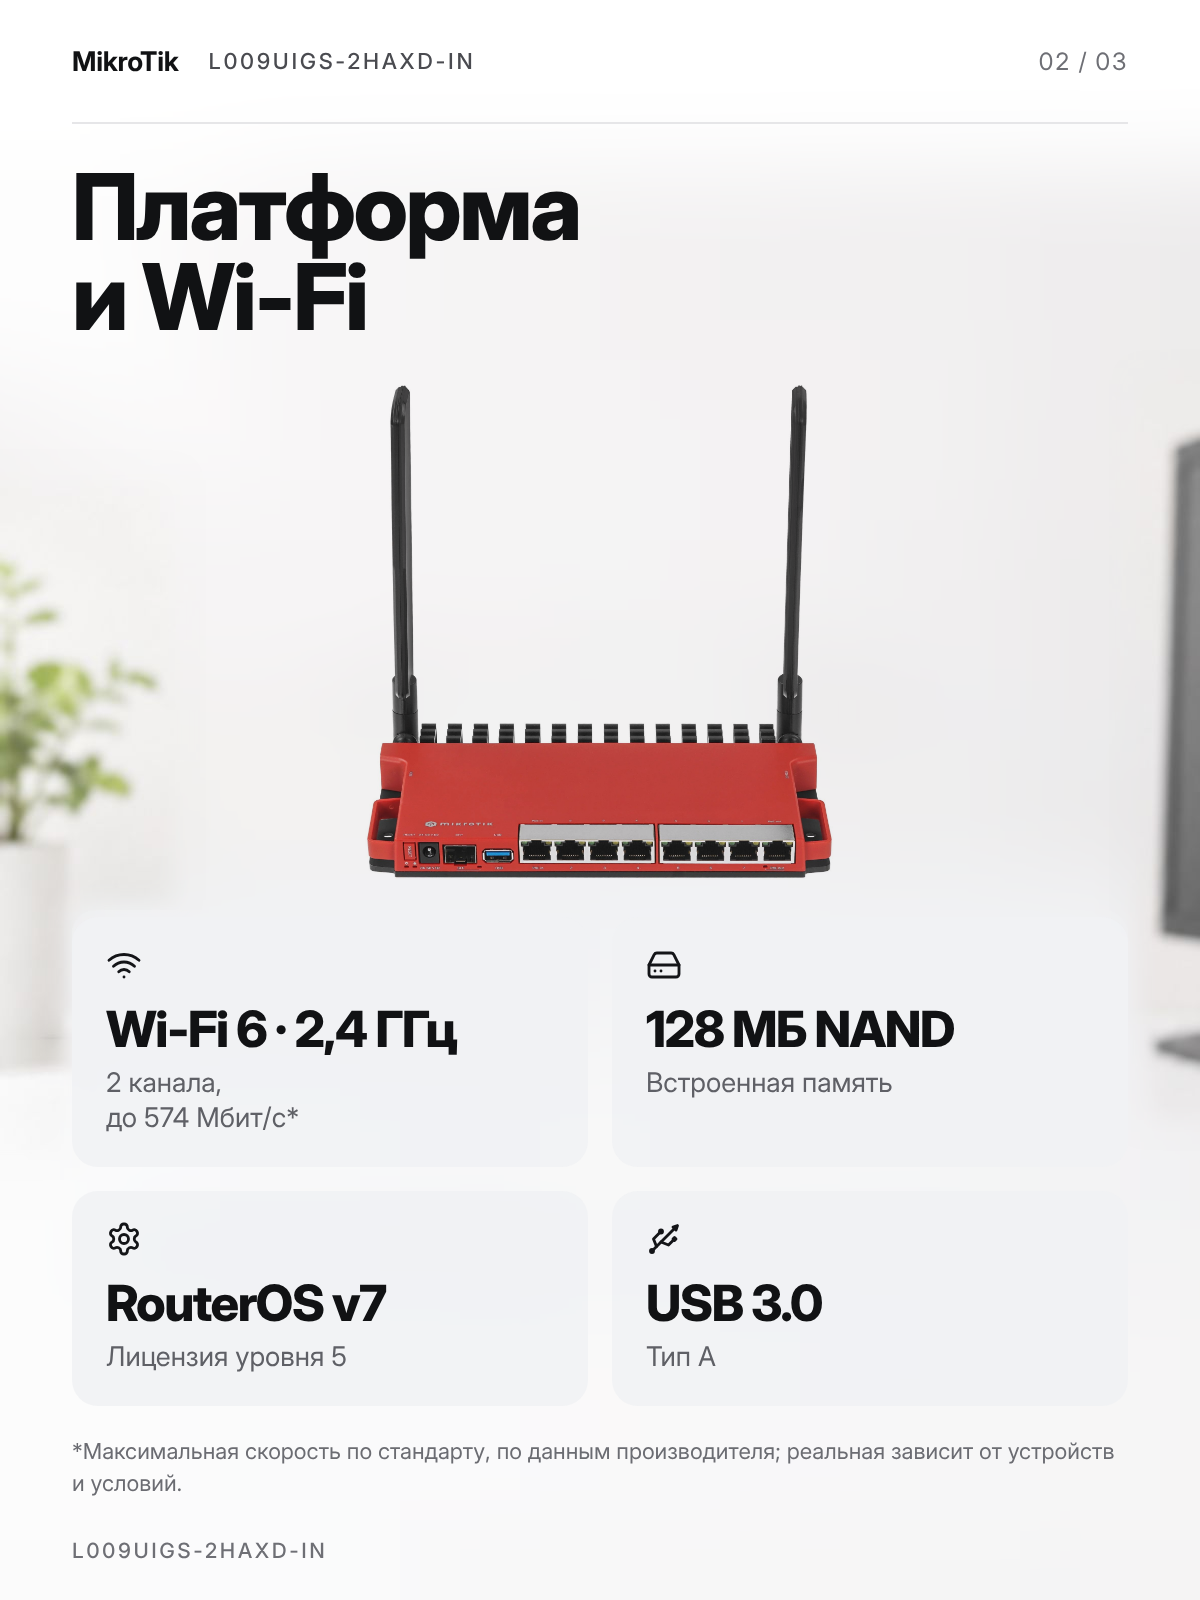 MikroTik L009UIGS-2HAXD-IN 02 / 03
Платформа
и Wi-Fi
mikrotik
Wi-Fi 6 · 2,4 ГГц
2 канала,
до 574 Мбит/с*
128 МБ NAND
Встроенная память
RouterOS v7
Лицензия уровня 5
USB 3.0
Тип A
*Максимальная скорость по стандарту, по данным производителя; реальная зависит от устройств
и условий.
L009UIGS-2HAXD-IN